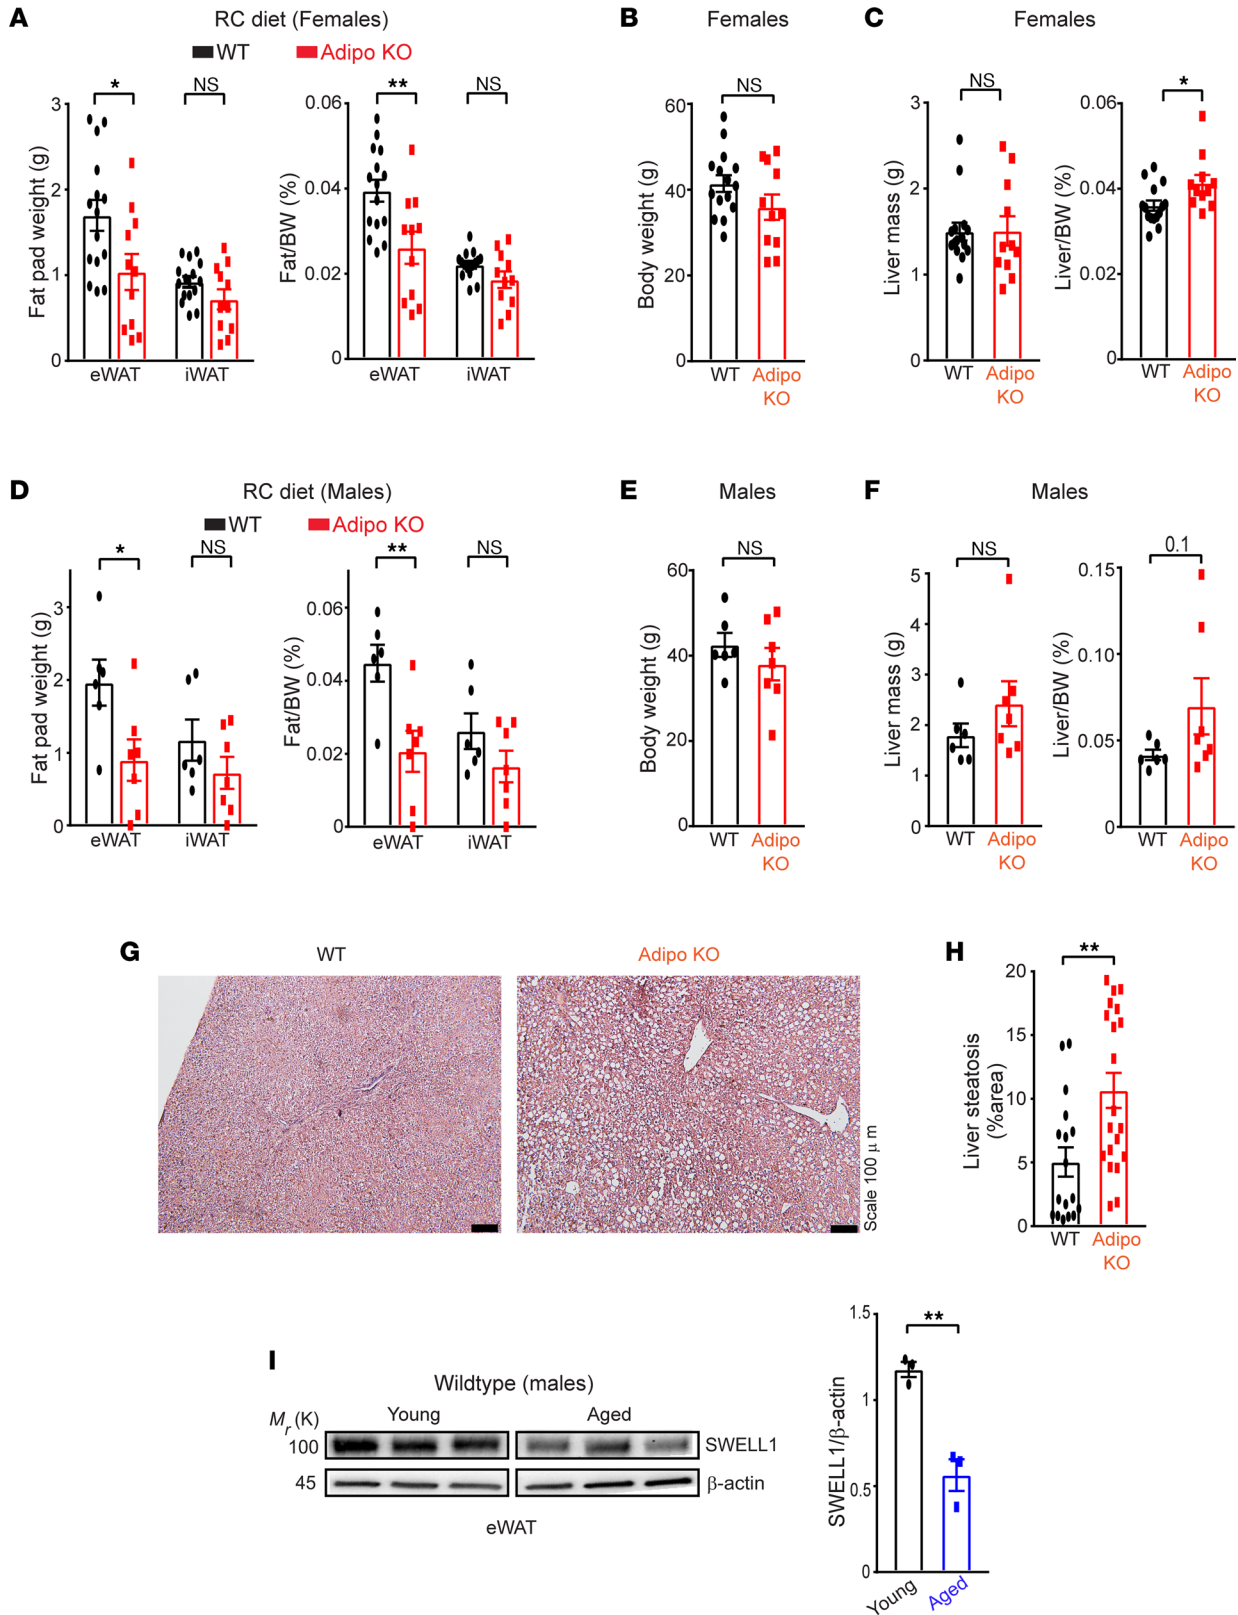 A
RC diet (Females)
WT
Adipo KO
Fat pad weight (g)
3
2
1
0
*
NS
eWAT
iWAT
Fat/BW (%)
0.06
0.04
0.02
0
**
NS
eWAT
iWAT
B
Females
Body weight (g)
60
40
20
0
NS
WT
Adipo
KO
C
Females
Liver mass (g)
3
2
1
0
NS
WT
Adipo
KO
Liver/BW (%)
0.06
0.04
0.02
0
*
WT
Adipo
KO
D
RC diet (Males)
WT
Adipo KO
Fat pad weight (g)
3
2
1
0
*
NS
eWAT
iWAT
Fat/BW (%)
0.06
0.04
0.02
0
**
NS
eWAT
iWAT
E
Males
Body weight (g)
60
40
20
0
NS
WT
Adipo
KO
F
Males
Liver mass (g)
5
4
3
2
1
0
NS
WT
Adipo
KO
Liver/BW (%)
0.15
0.10
0.05
0
0.1
WT
Adipo
KO
G
WT
Adipo KO
Scale 100 μ m
H
Liver steatosis
(%area)
20
15
10
5
0
**
WT
Adipo
KO
I
Wildtype (males)
Mr (K)
Young
Aged
100
SWELL1
45
β-actin
eWAT
SWELL1/β-actin
1.5
1
0.5
0
**
Young
Aged